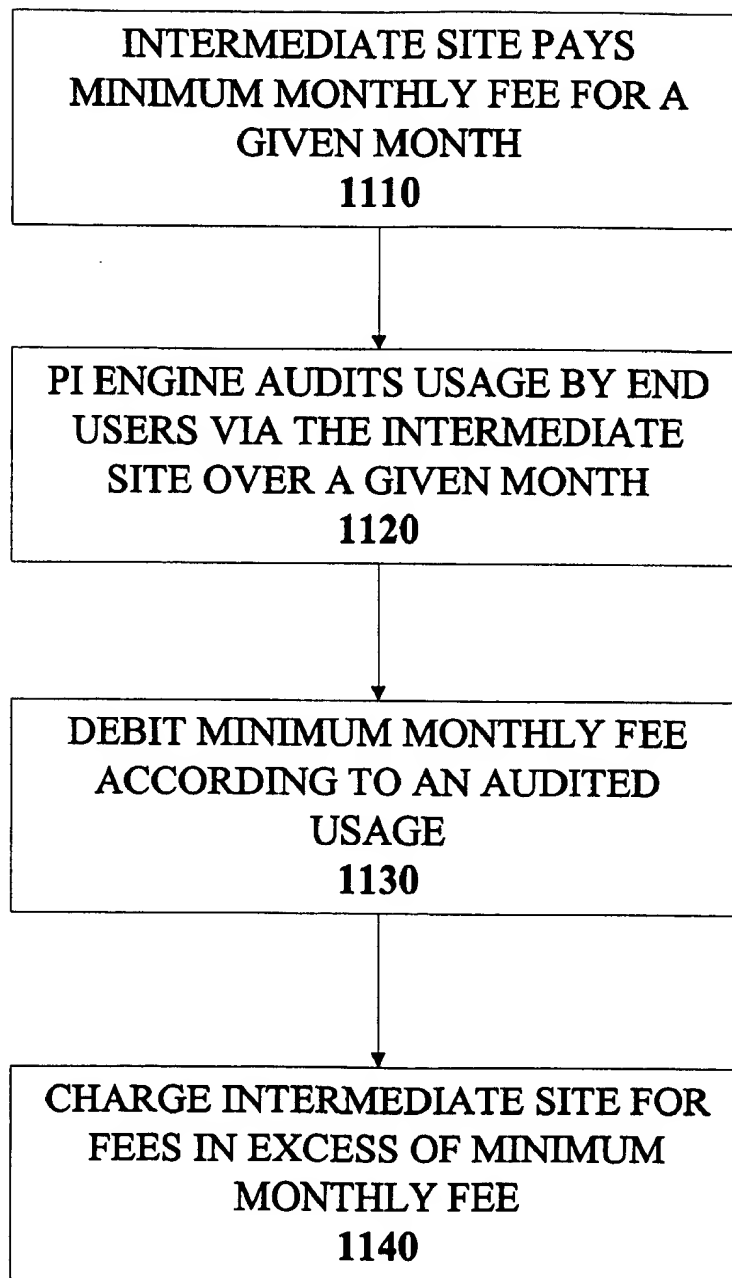 INTERMEDIATE SITE PAYS
MINIMUM MONTHLY FEE FOR A
GIVEN MONTH
1110
PI ENGINE AUDITS USAGE BY END
USERS VIA THE INTERMEDIATE
SITE OVER A GIVEN MONTH
1120
DEBIT MINIMUM MONTHLY FEE
ACCORDING TO AN AUDITED
USAGE
1130
CHARGE INTERMEDIATE SITE FOR
FEES IN EXCESS OF MINIMUM
MONTHLY FEE
1140